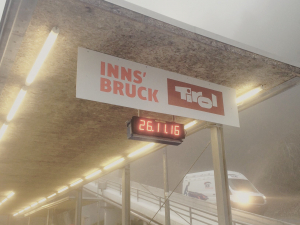 INNS'
BRUCK
Tirol
26.11.16